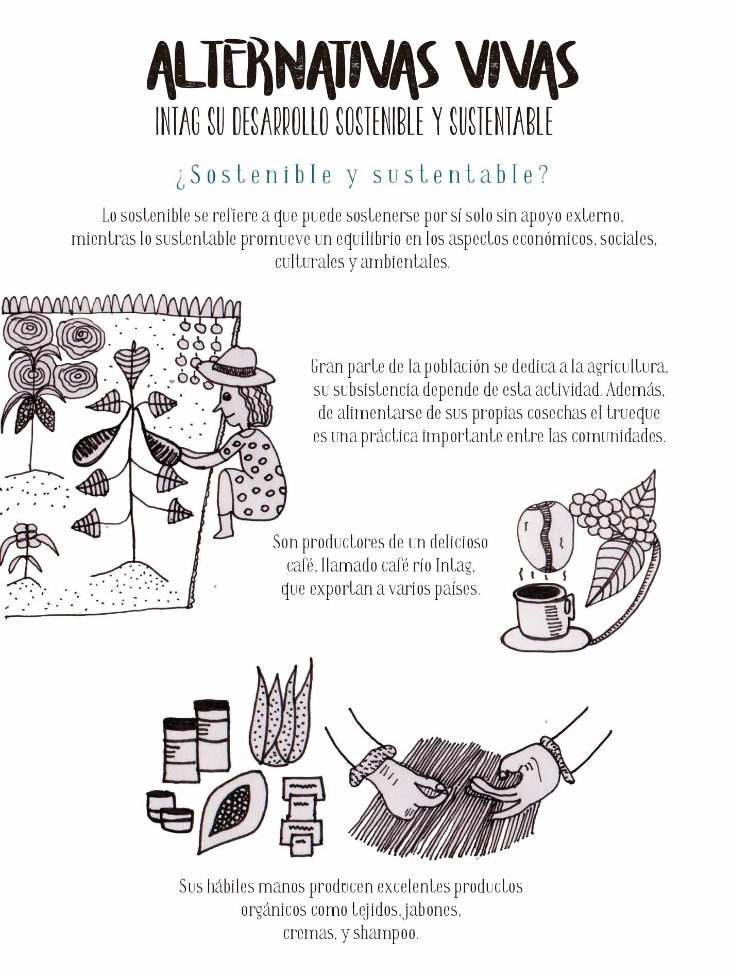 ALTERNATIVAS VIVAS
INTAG SU DESARROLLO SOSTENIBLE Y SUSTENTABLE
¿Sostenible y sustentable?
Lo sostenible se refiere a que puede sostenerse por sí solo sin apoyo externo,
mientras lo sustentable promueve un equilibrio en los aspectos económicos, sociales,
culturales y ambientales.
Gran parte de la población se dedica a la agricultura,
su subsistencia depende de esta actividad. Además,
de alimentarse de sus propias cosechas el trueque
es una práctica importante entre las comunidades.
Son productores de un delicioso
café, llamado café río Intag,
que exportan a varios países.
Sus hábiles manos producen excelentes productos
orgánicos como tejidos, jabones,
cremas, y shampoo.